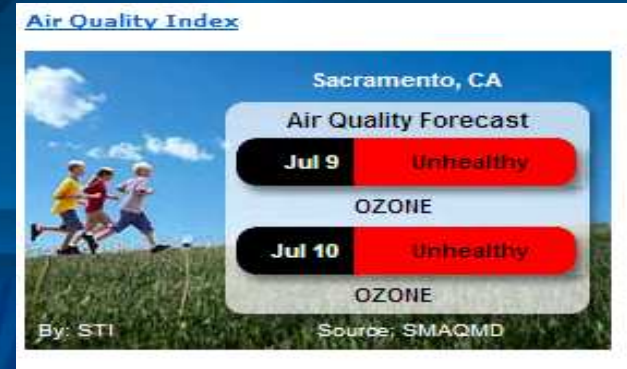 Air Quality Index
Sacramento, CA
Air Quality Forecast
Jul 9 Unhealthy
OZONE
Jul 10 Unhealthy
OZONE
By: STI Source: SMAQMD